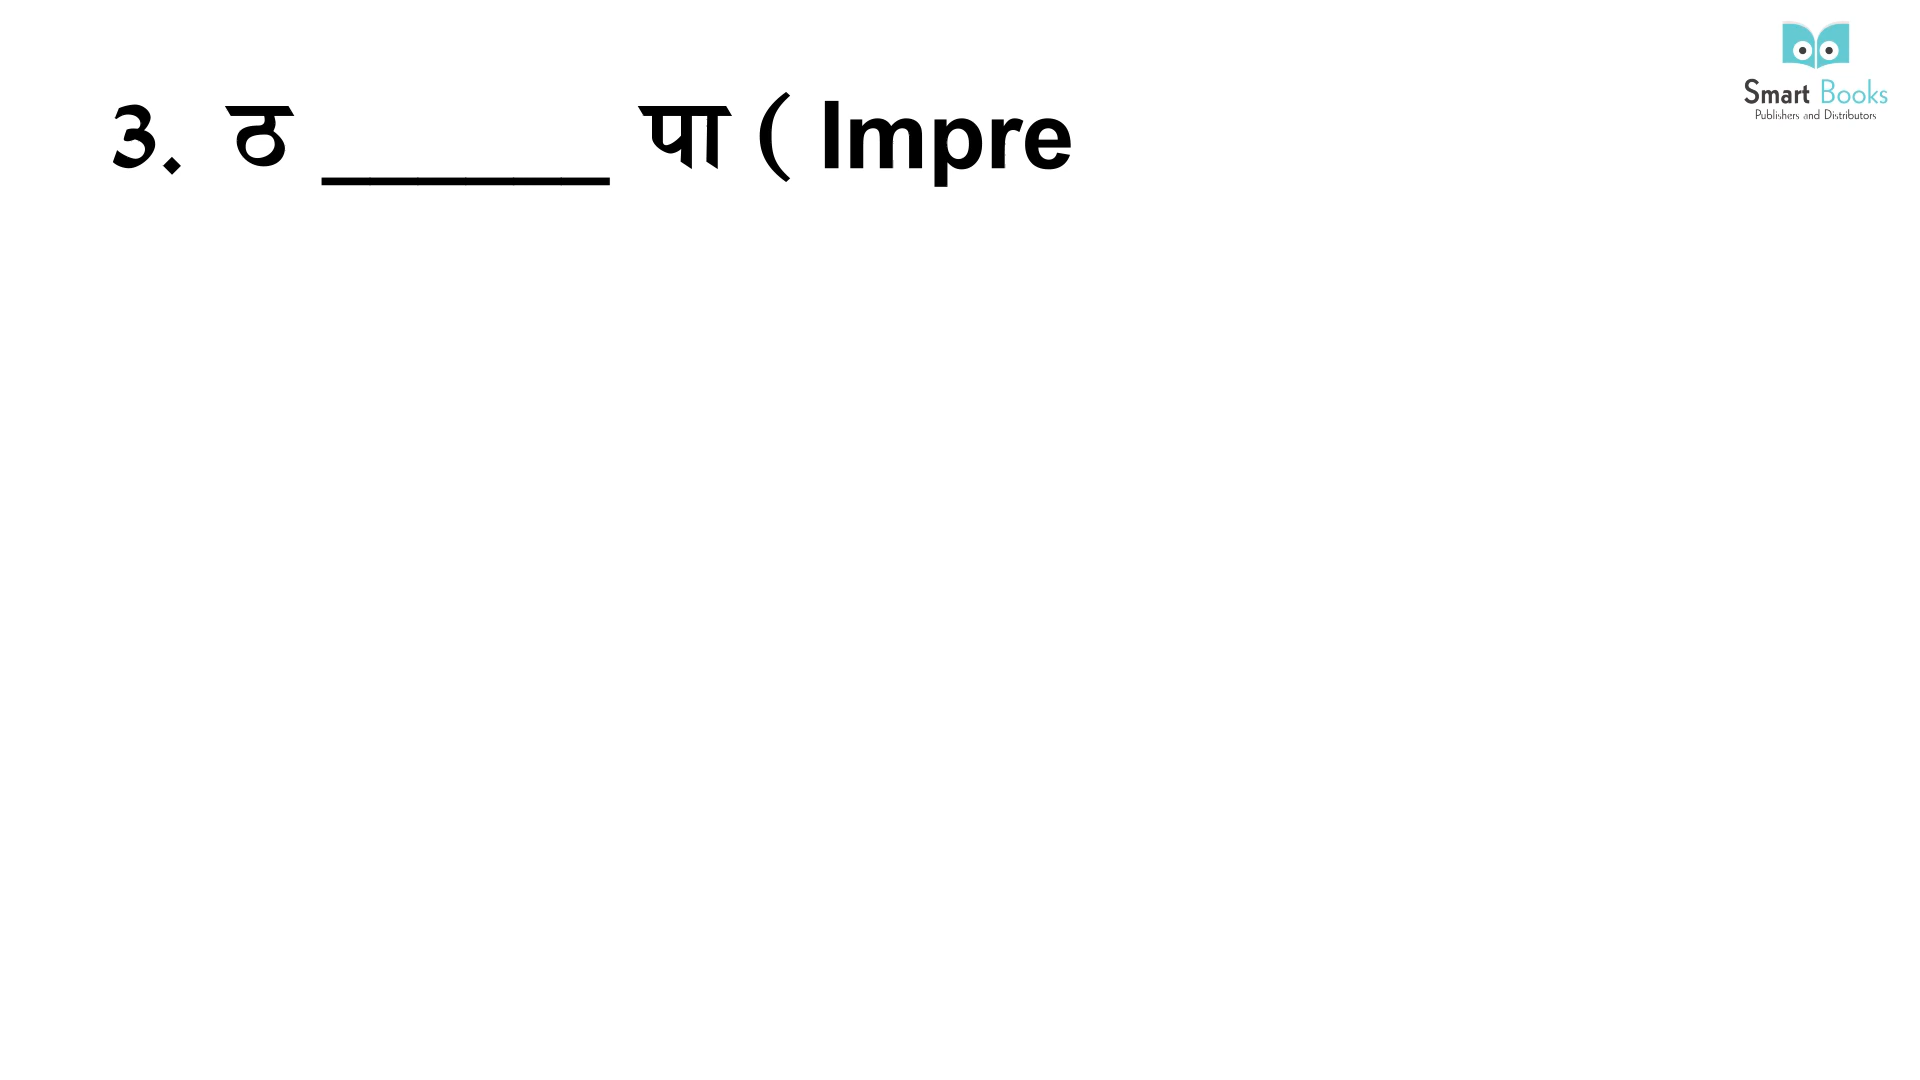 3. ठ ______ पा ( Impre
Smart Books
Publishers and Distributors